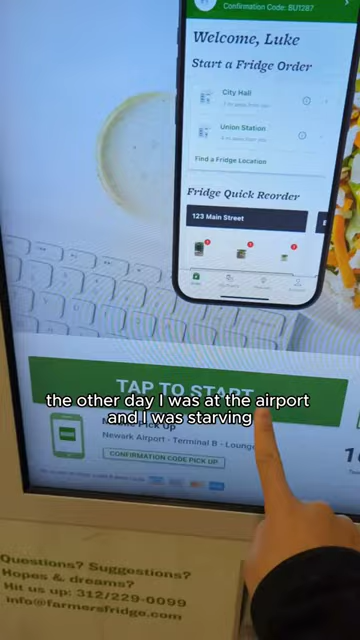 Confirmation Code: BU1287
Welcome, Luke
Start a Fridge Order
City Hall
Union Station
Find a Fridge Location
Fridge Quick Reorder
123 Main Street
TAP TO START
the other day I was at the airport
and I was starving
Pick Up
Newark Airport - Terminal B - Lounge
CONFIRMATION CODE PICK UP
Questions? Suggestions?
Hopes & dreams?
Hit us up: 312/229-0099
info@farmersfridge.com